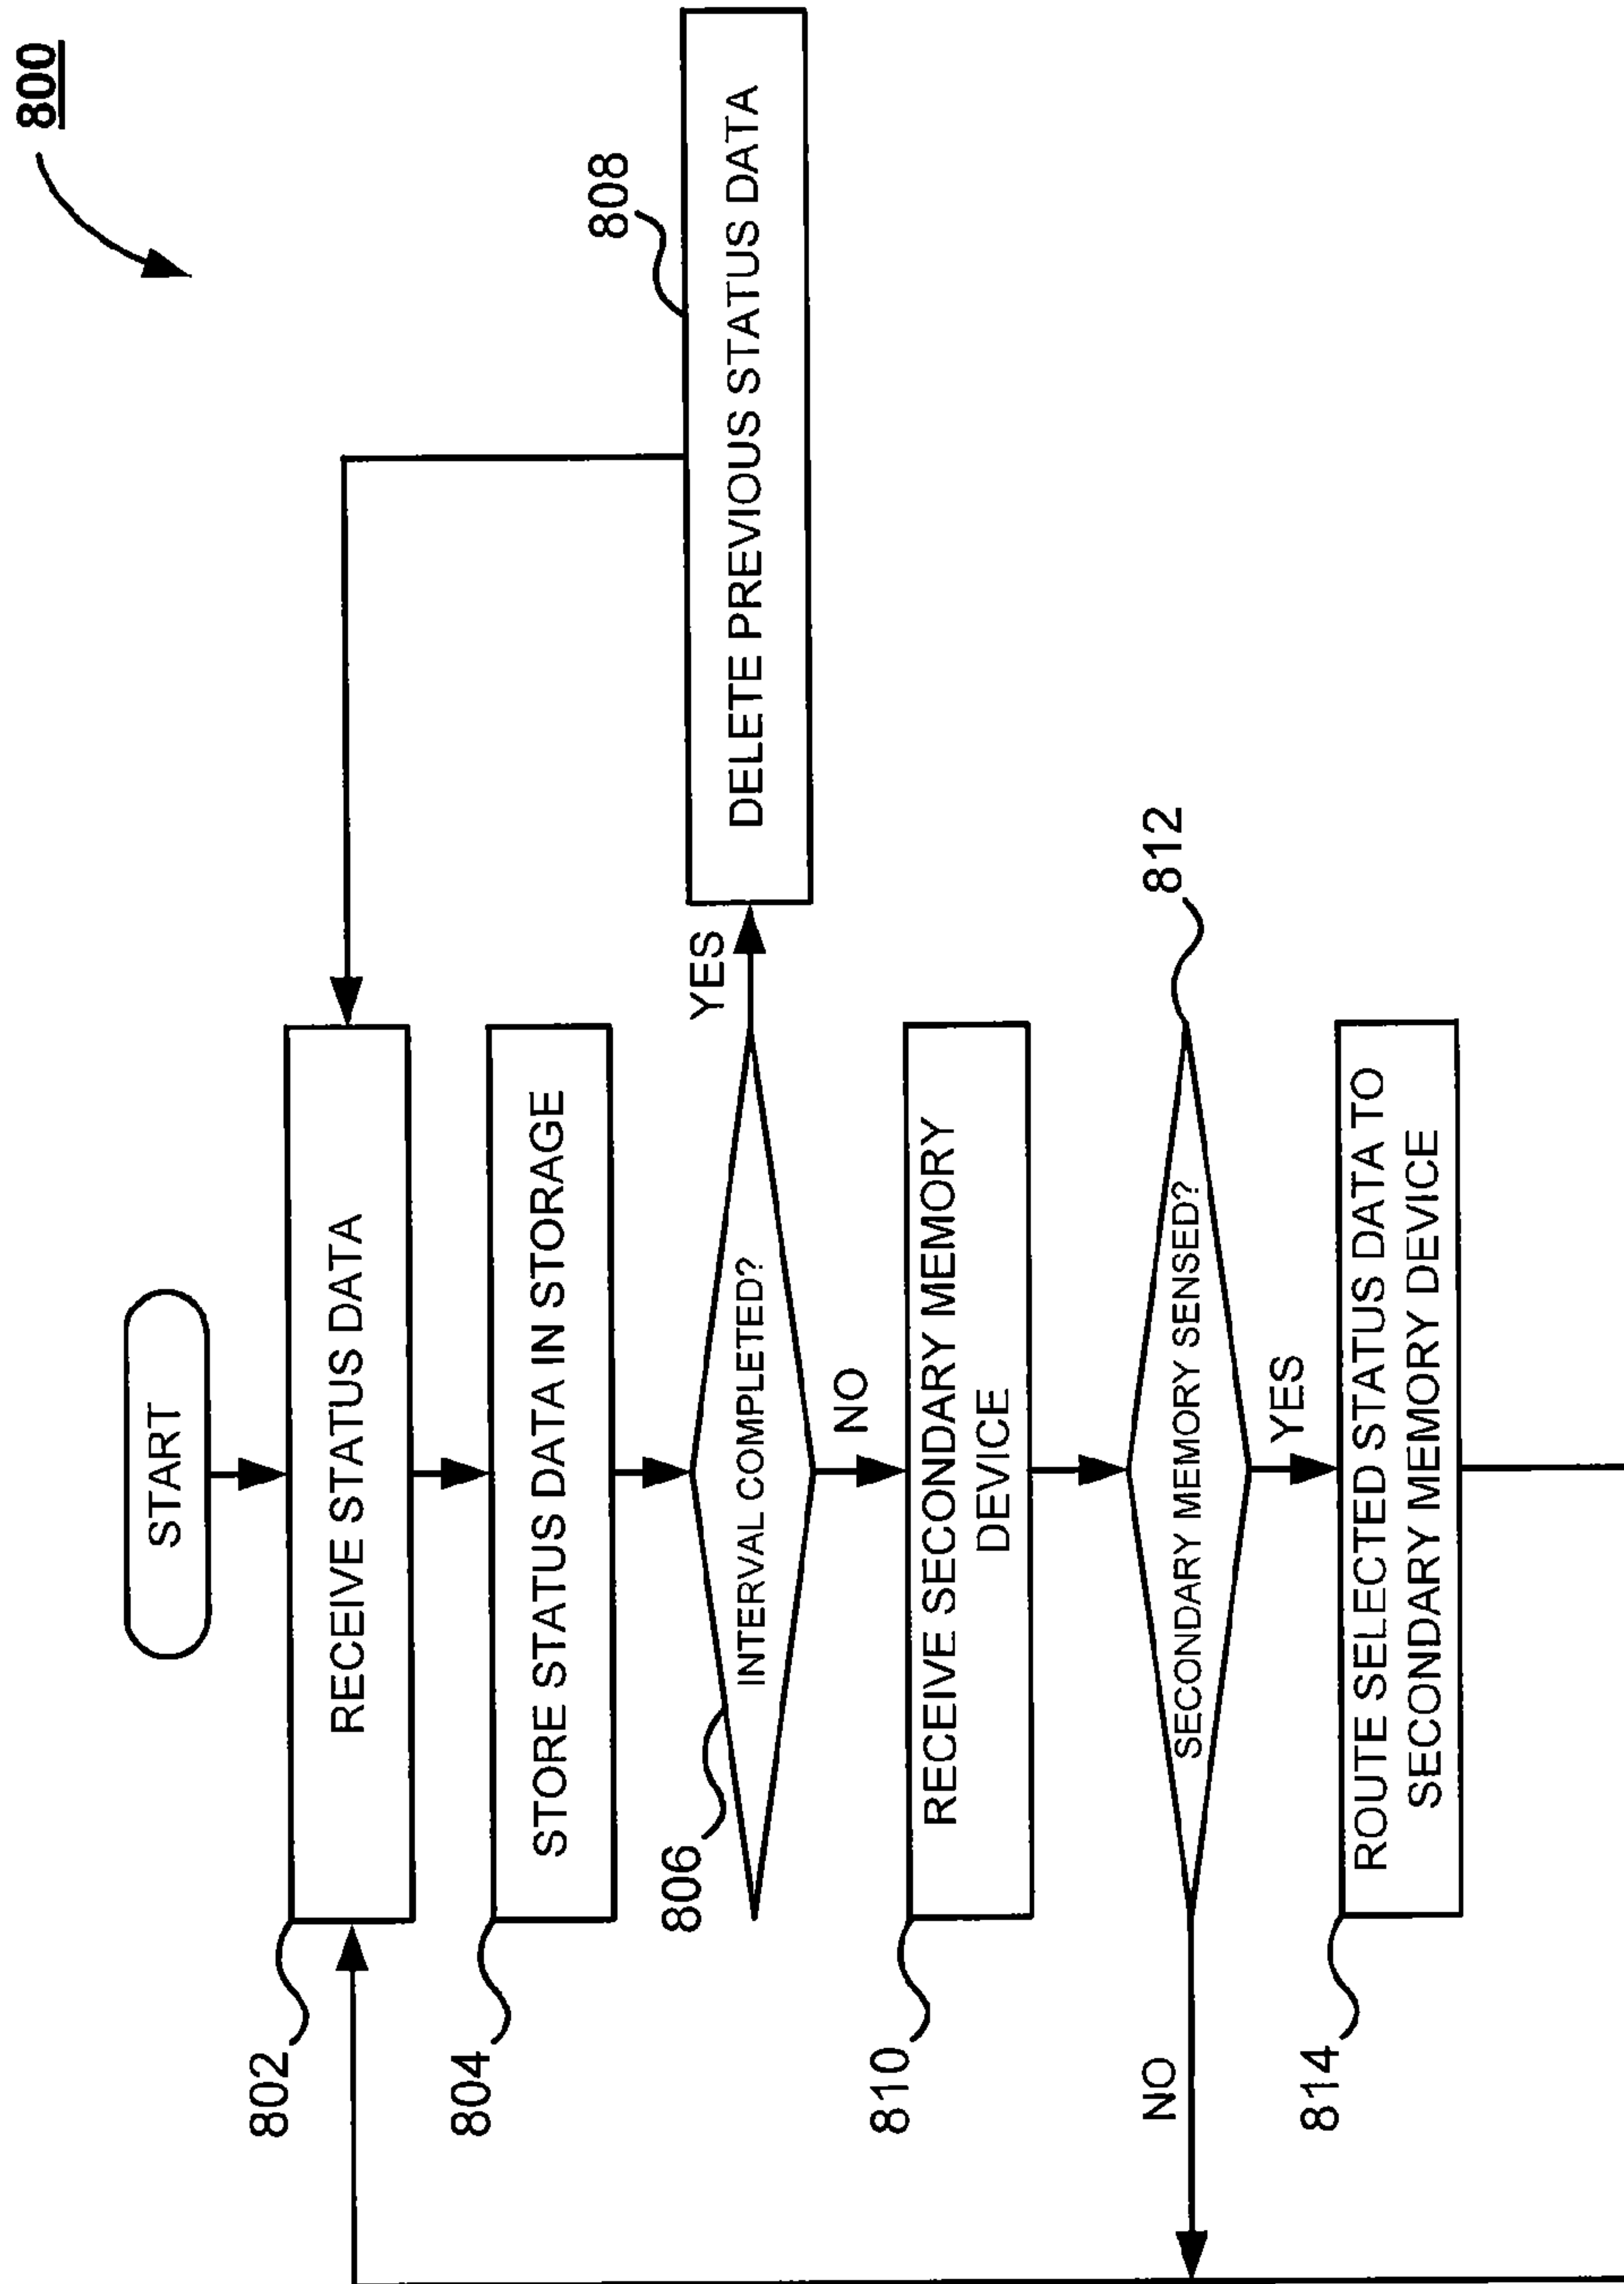 800
START
802
RECEIVE STATUS DATA
804
STORE STATUS DATA IN STORAGE
806
INTERVAL COMPLETED?
YES
808
DELETE PREVIOUS STATUS DATA
NO
810
RECEIVE SECONDARY MEMORY
DEVICE
812
SECONDARY MEMORY SENSED?
NO
YES
814
ROUTE SELECTED STATUS DATA TO
SECONDARY MEMORY DEVICE